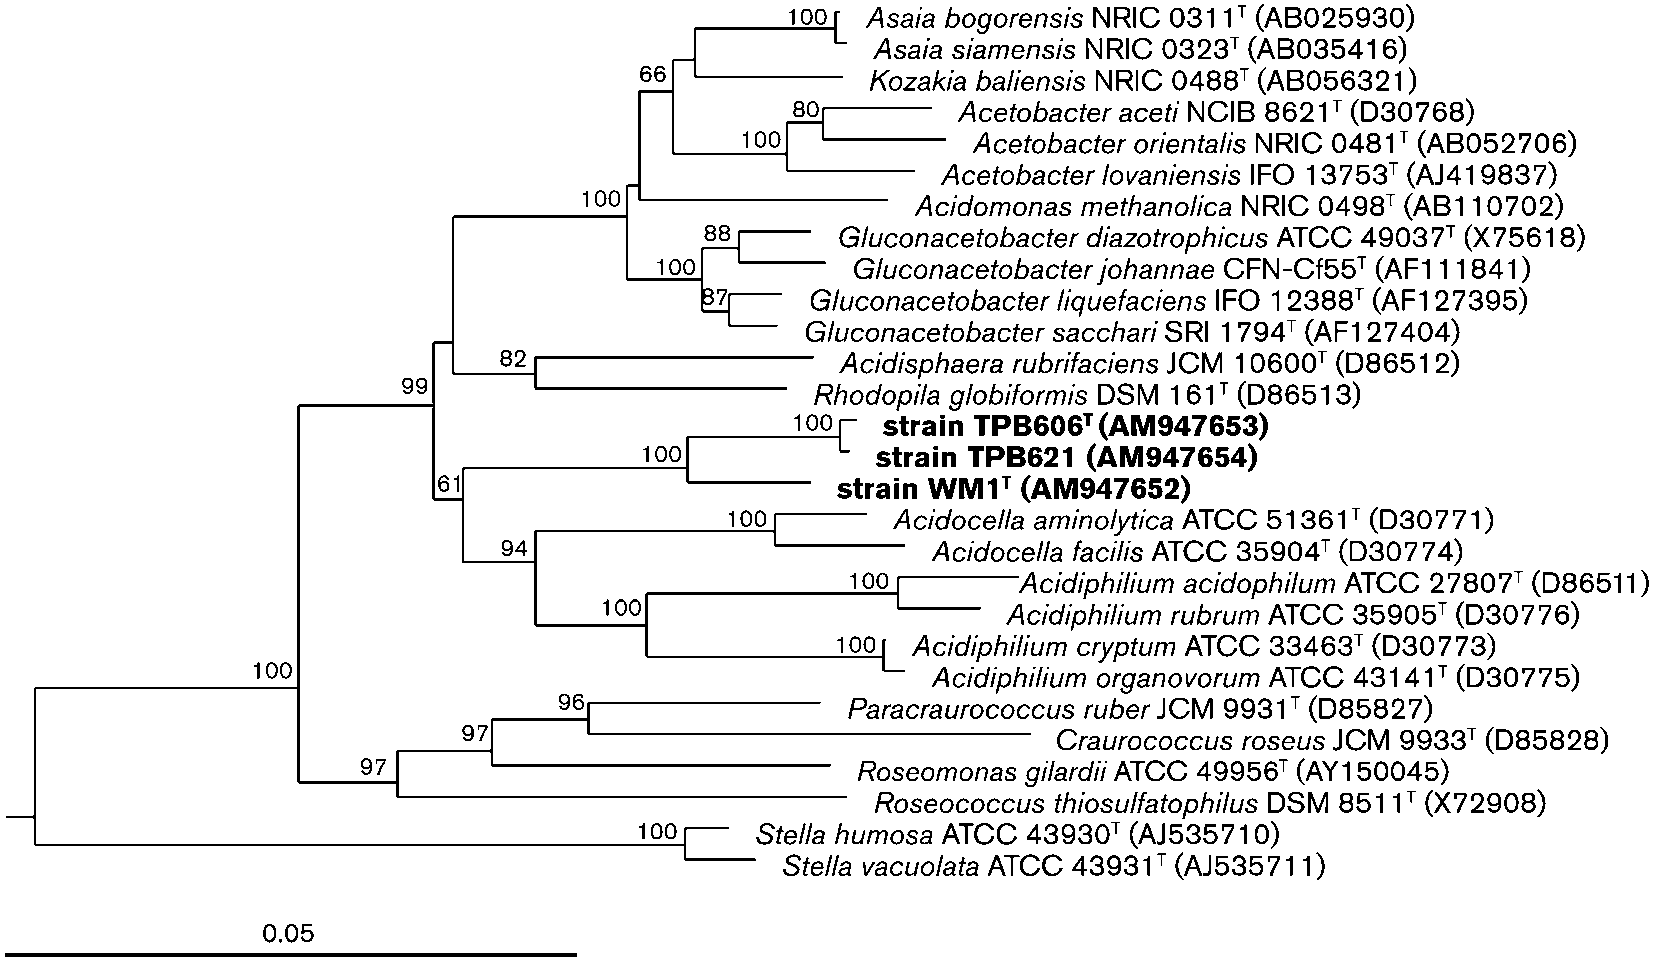 100 Asaia bogorensis NRIC 0311ᵀ (AB025930)
Asaia siamensis NRIC 0323ᵀ (AB035416)
66 Kozakia baliensis NRIC 0488ᵀ (AB056321)
80 Acetobacter aceti NCIB 8621ᵀ (D30768)
100 Acetobacter orientalis NRIC 0481ᵀ (AB052706)
Acetobacter lovaniensis IFO 13753ᵀ (AJ419837)
100 Acidomonas methanolica NRIC 0498ᵀ (AB110702)
88 Gluconacetobacter diazotrophicus ATCC 49037ᵀ (X75618)
100 Gluconacetobacter johannae CFN-Cf55ᵀ (AF111841)
87 Gluconacetobacter liquefaciens IFO 12388ᵀ (AF127395)
Gluconacetobacter sacchari SRI 1794ᵀ (AF127404)
82 Acidisphaera rubrifaciens JCM 10600ᵀ (D86512)
99 Rhodopila globiformis DSM 161ᵀ (D86513)
100 strain TPB606ᵀ (AM947653)
100 strain TPB621 (AM947654)
61 strain WM1ᵀ (AM947652)
100 Acidocella aminolytica ATCC 51361ᵀ (D30771)
94 Acidocella facilis ATCC 35904ᵀ (D30774)
100 Acidiphilium acidophilum ATCC 27807ᵀ (D86511)
100 Acidiphilium rubrum ATCC 35905ᵀ (D30776)
100 Acidiphilium cryptum ATCC 33463ᵀ (D30773)
100 Acidiphilium organovorum ATCC 43141ᵀ (D30775)
96 Paracraurococcus ruber JCM 9931ᵀ (D85827)
97 Craurococcus roseus JCM 9933ᵀ (D85828)
97 Roseomonas gilardii ATCC 49956ᵀ (AY150045)
Roseococcus thiosulfatophilus DSM 8511ᵀ (X72908)
100 Stella humosa ATCC 43930ᵀ (AJ535710)
Stella vacuolata ATCC 43931ᵀ (AJ535711)
0.05